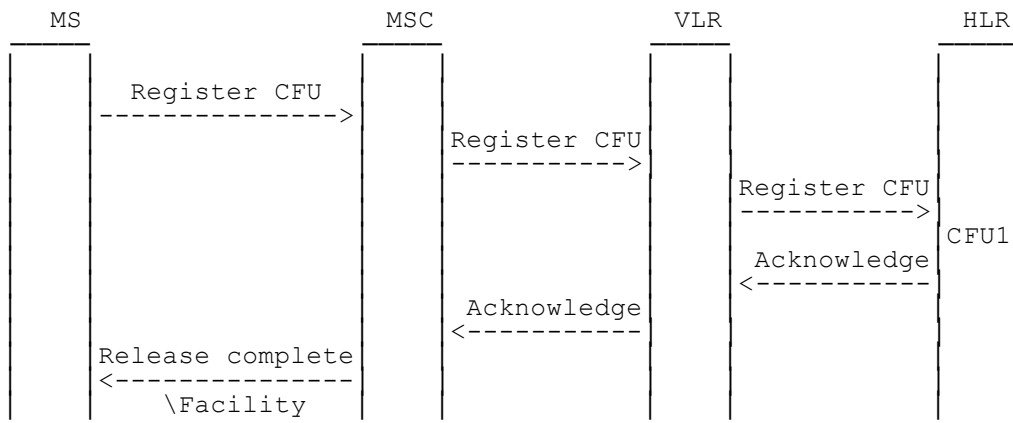 MS MSC VLR HLR
Register CFU
Register CFU
Register CFU
CFU1
Acknowledge
Acknowledge
Release complete
\Facility